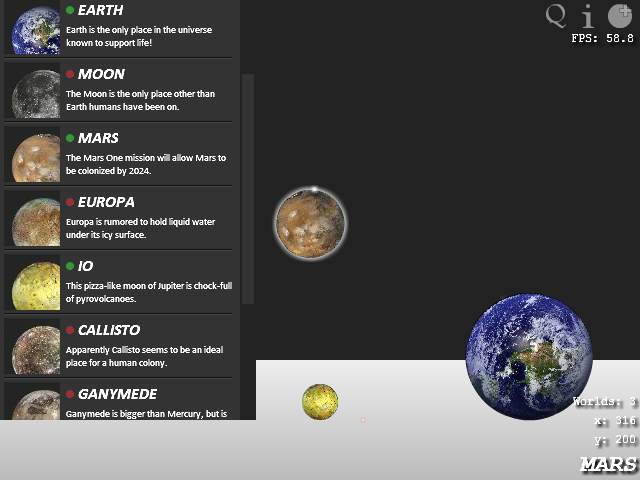 EARTH
Earth is the only place in the universe
known to support life!
MOON
The Moon is the only place other than
Earth humans have been on.
MARS
The Mars One mission will allow Mars to
be colonized by 2024.
EUROPA
Europa is rumored to hold liquid water
under its icy surface.
IO
This pizza-like moon of Jupiter is chock-full
of pyrovolcanoes.
CALLISTO
Apparently Callisto seems to be an ideal
place for a human colony.
GANYMEDE
Ganymede is bigger than Mercury, but is
Q i
FPS: 58.8
Worlds: 3
x: 316
y: 200
MARS